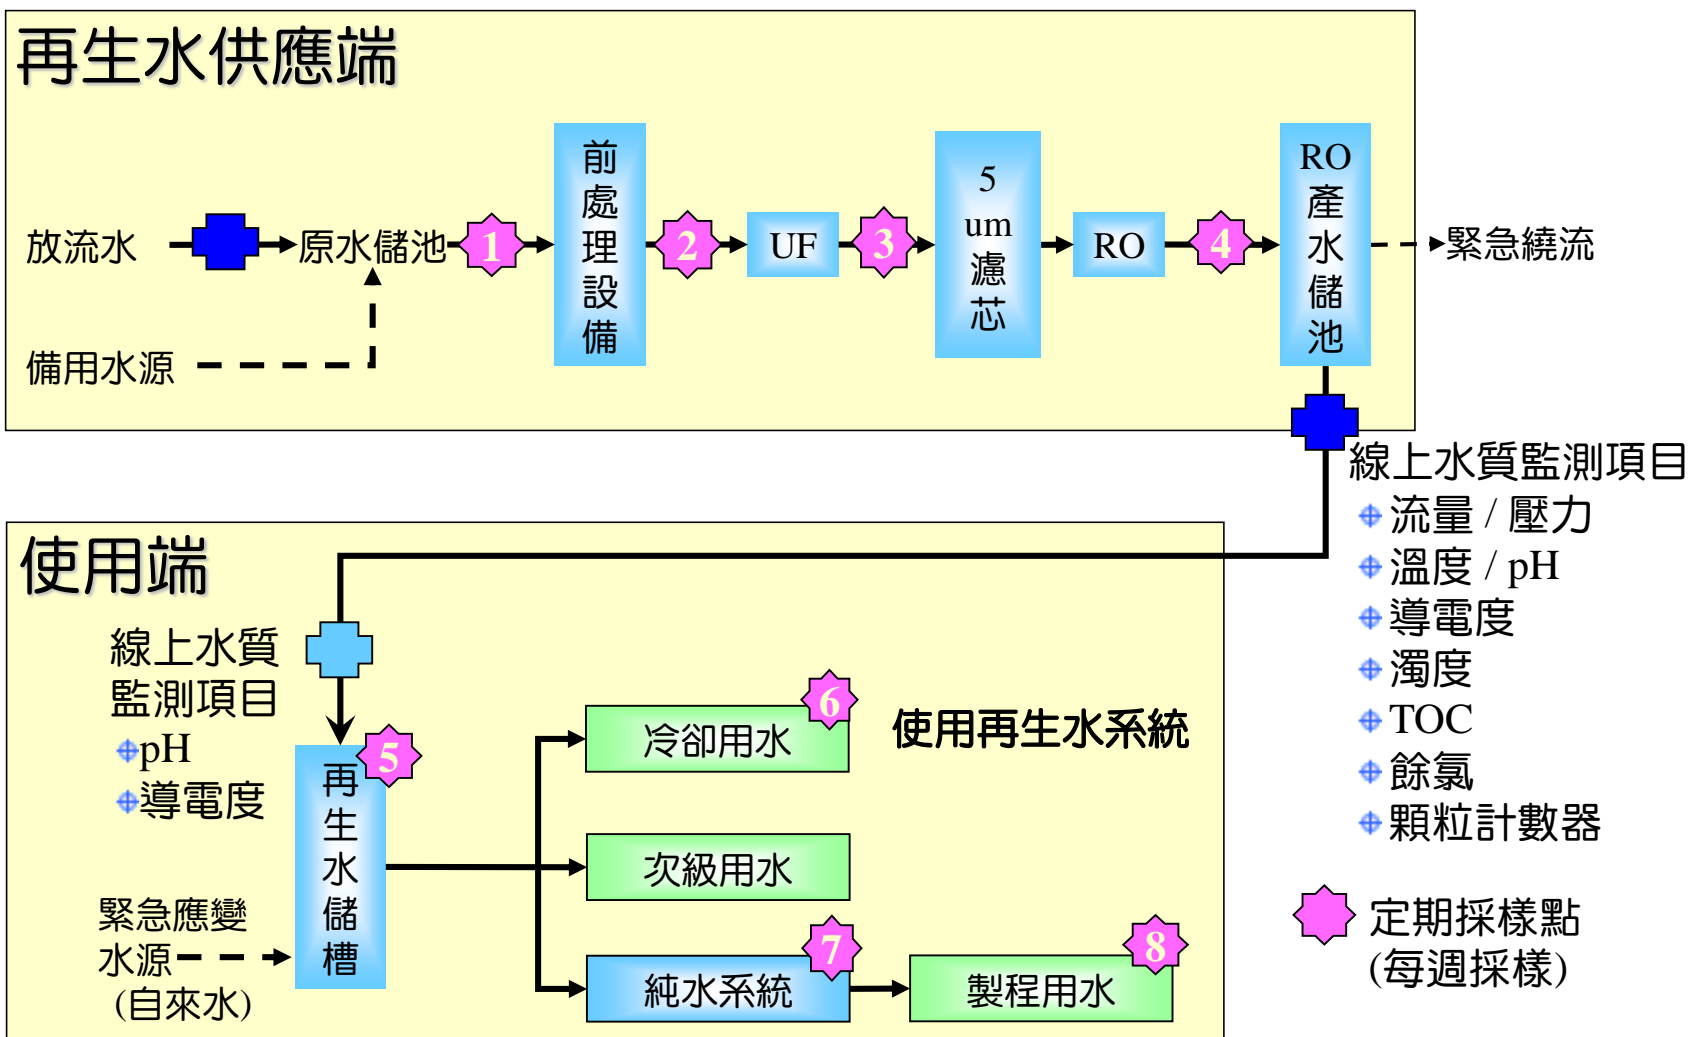 再生水供應端
放流水
原水儲池
1
前
處
理
設
備
2
UF
3
5
um
濾
芯
RO
4
RO
產
水
儲
池
緊急繞流
備用水源
線上水質監測項目
流量 / 壓力
溫度 / pH
導電度
濁度
TOC
餘氯
顆粒計數器
定期採樣點
(每週採樣)
使用端
線上水質
監測項目
pH
導電度
5
再
生
水
儲
槽
緊急應變
水源
(自來水)
6
冷卻用水
使用再生水系統
次級用水
7
純水系統
8
製程用水